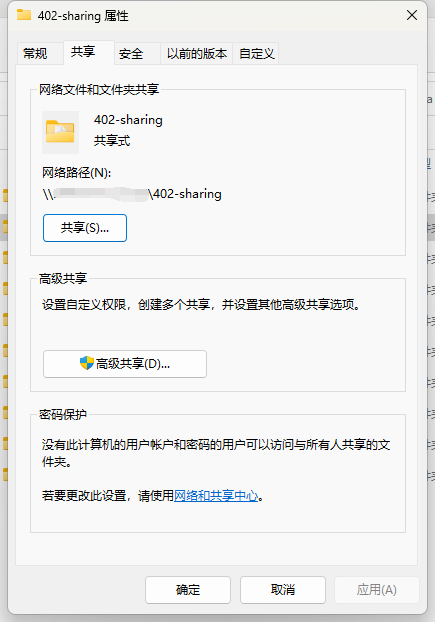 402-sharing 属性
常规 共享 安全 以前的版本 自定义
网络文件和文件夹共享
402-sharing
共享式
网络路径(N):
\\ \402-sharing
共享(S)...
高级共享
设置自定义权限，创建多个共享，并设置其他高级共享选项。
高级共享(D)...
密码保护
没有此计算机的用户帐户和密码的用户可以访问与所有人共享的文
件夹。
若要更改此设置，请使用网络和共享中心。
确定 取消 应用(A)